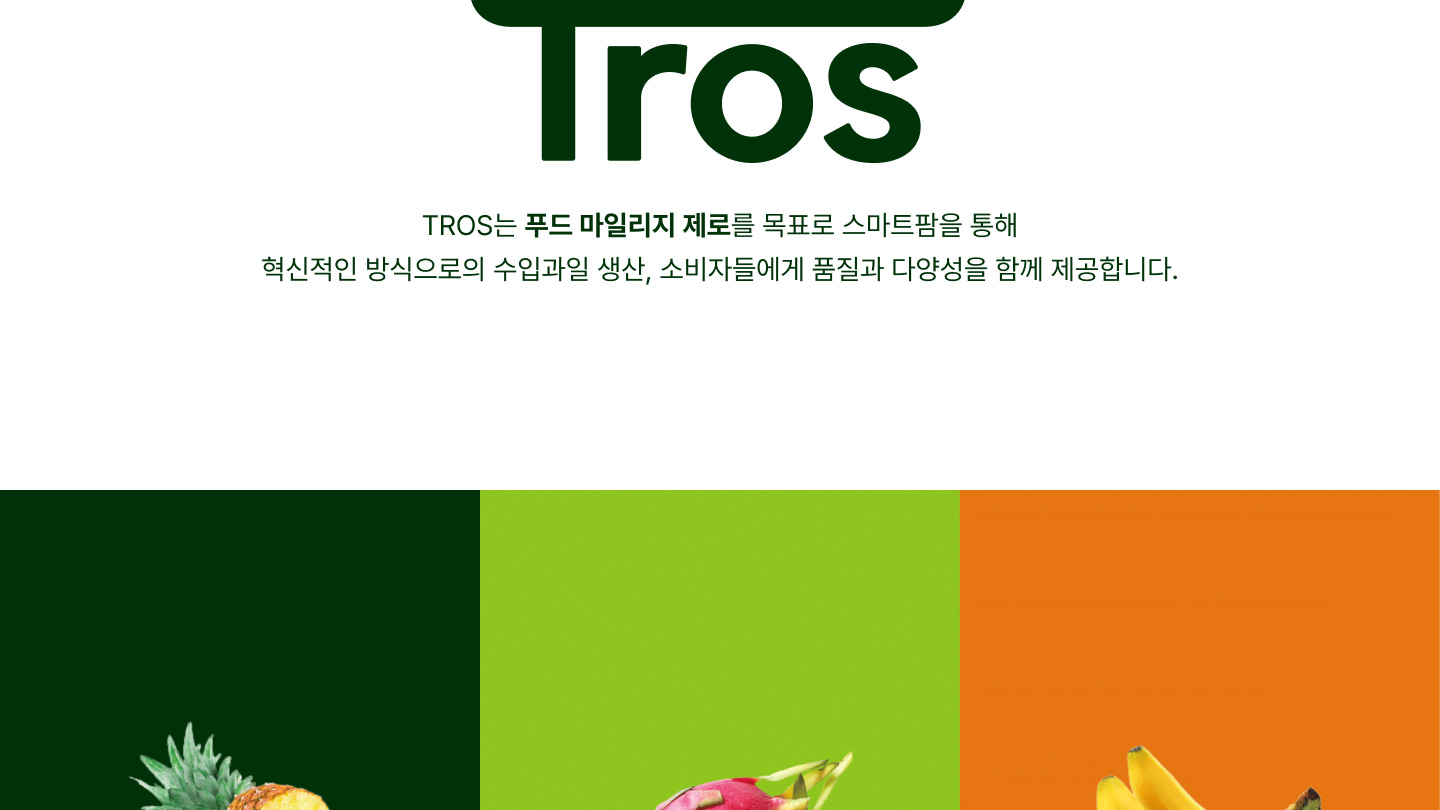 Tros
TROS는 푸드 마일리지 제로를 목표로 스마트팜을 통해
혁신적인 방식으로의 수입과일 생산, 소비자들에게 품질과 다양성을 함께 제공합니다.